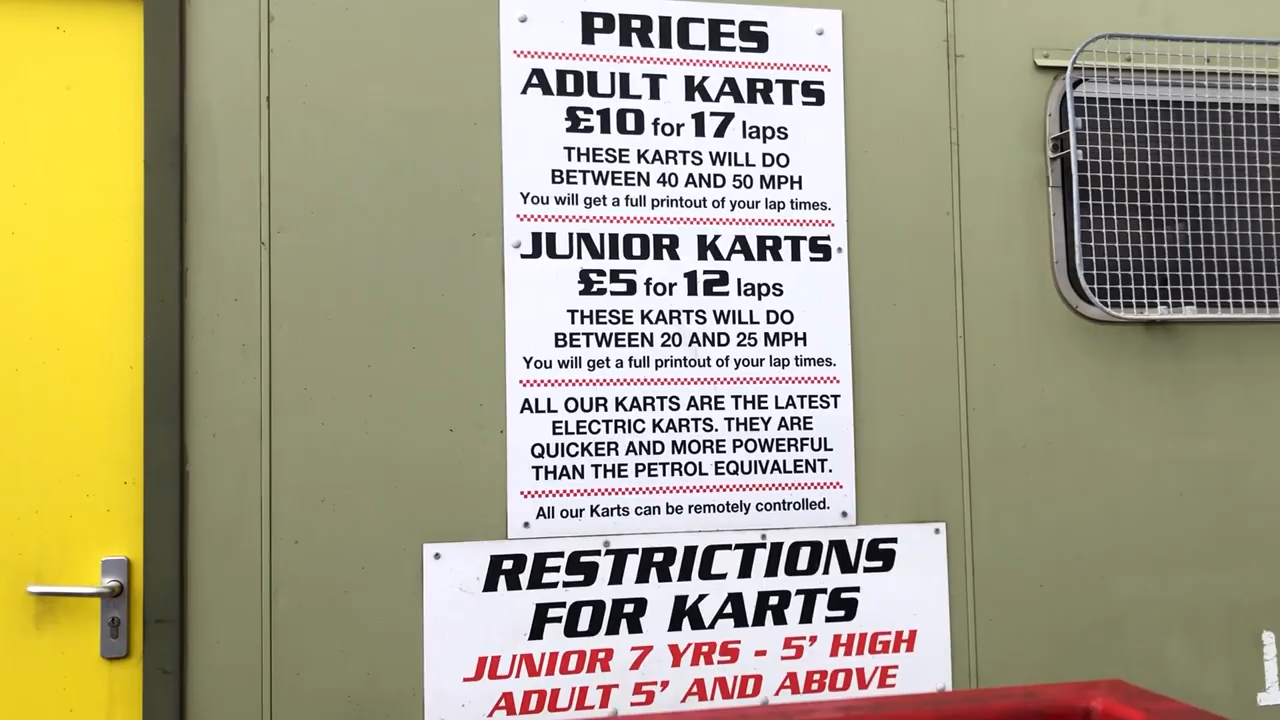 PRICES
ADULT KARTS
£10 for 17 laps
THESE KARTS WILL DO
BETWEEN 40 AND 50 MPH
You will get a full printout of your lap times.
JUNIOR KARTS
£5 for 12 laps
THESE KARTS WILL DO
BETWEEN 20 AND 25 MPH
You will get a full printout of your lap times.
ALL OUR KARTS ARE THE LATEST
ELECTRIC KARTS. THEY ARE
QUICKER AND MORE POWERFUL
THAN THE PETROL EQUIVALENT.
All our Karts can be remotely controlled.
RESTRICTIONS
FOR KARTS
JUNIOR 7 YRS - 5' HIGH
ADULT 5' AND ABOVE